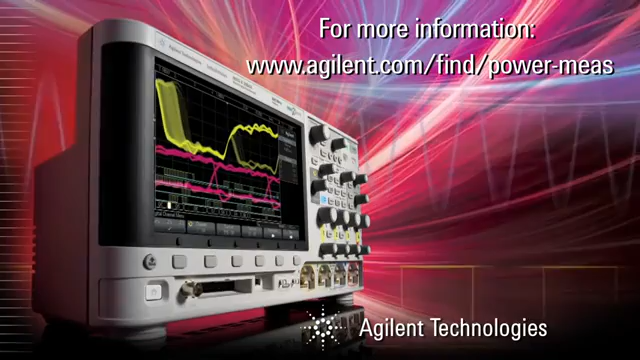 For more information:
www.agilent.com/find/power-meas
Agilent Technologies